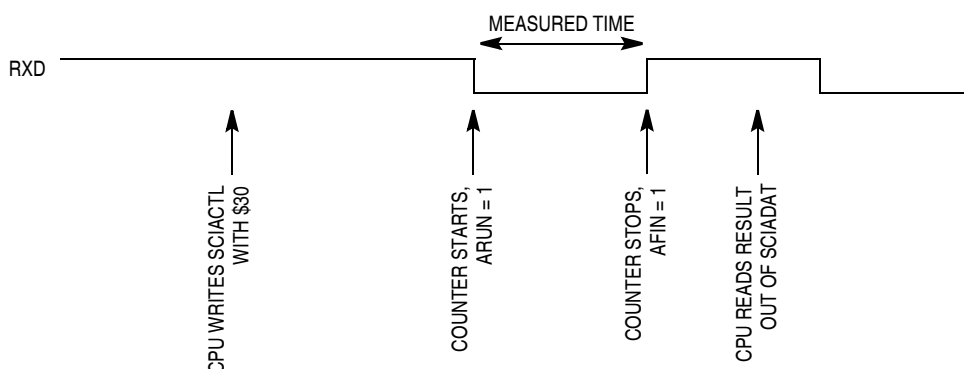 MEASURED TIME
RXD
CPU WRITES SCIACTL
WITH $30
COUNTER STARTS,
ARUN = 1
COUNTER STOPS,
AFIN = 1
CPU READS RESULT
OUT OF SCIADAT